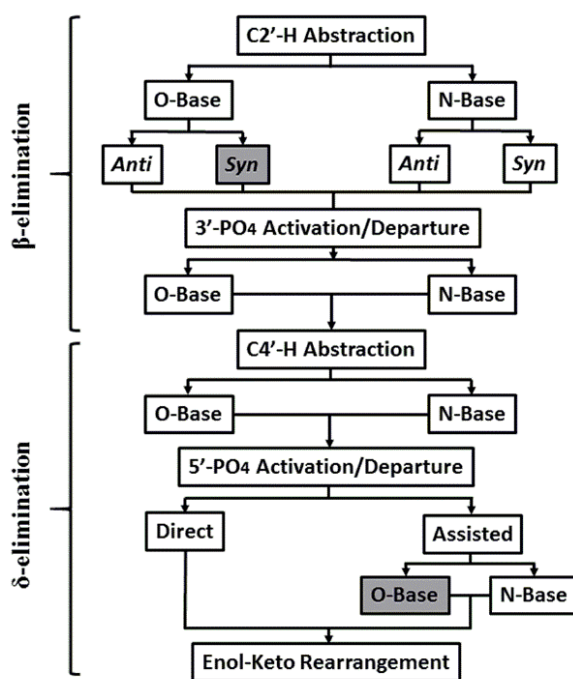 C2’-H Abstraction
O-Base N-Base
Anti Syn Anti Syn
3’-PO4 Activation/Departure
O-Base N-Base
β-elimination
C4’-H Abstraction
O-Base N-Base
5’-PO4 Activation/Departure
Direct Assisted
O-Base N-Base
Enol-Keto Rearrangement
δ-elimination